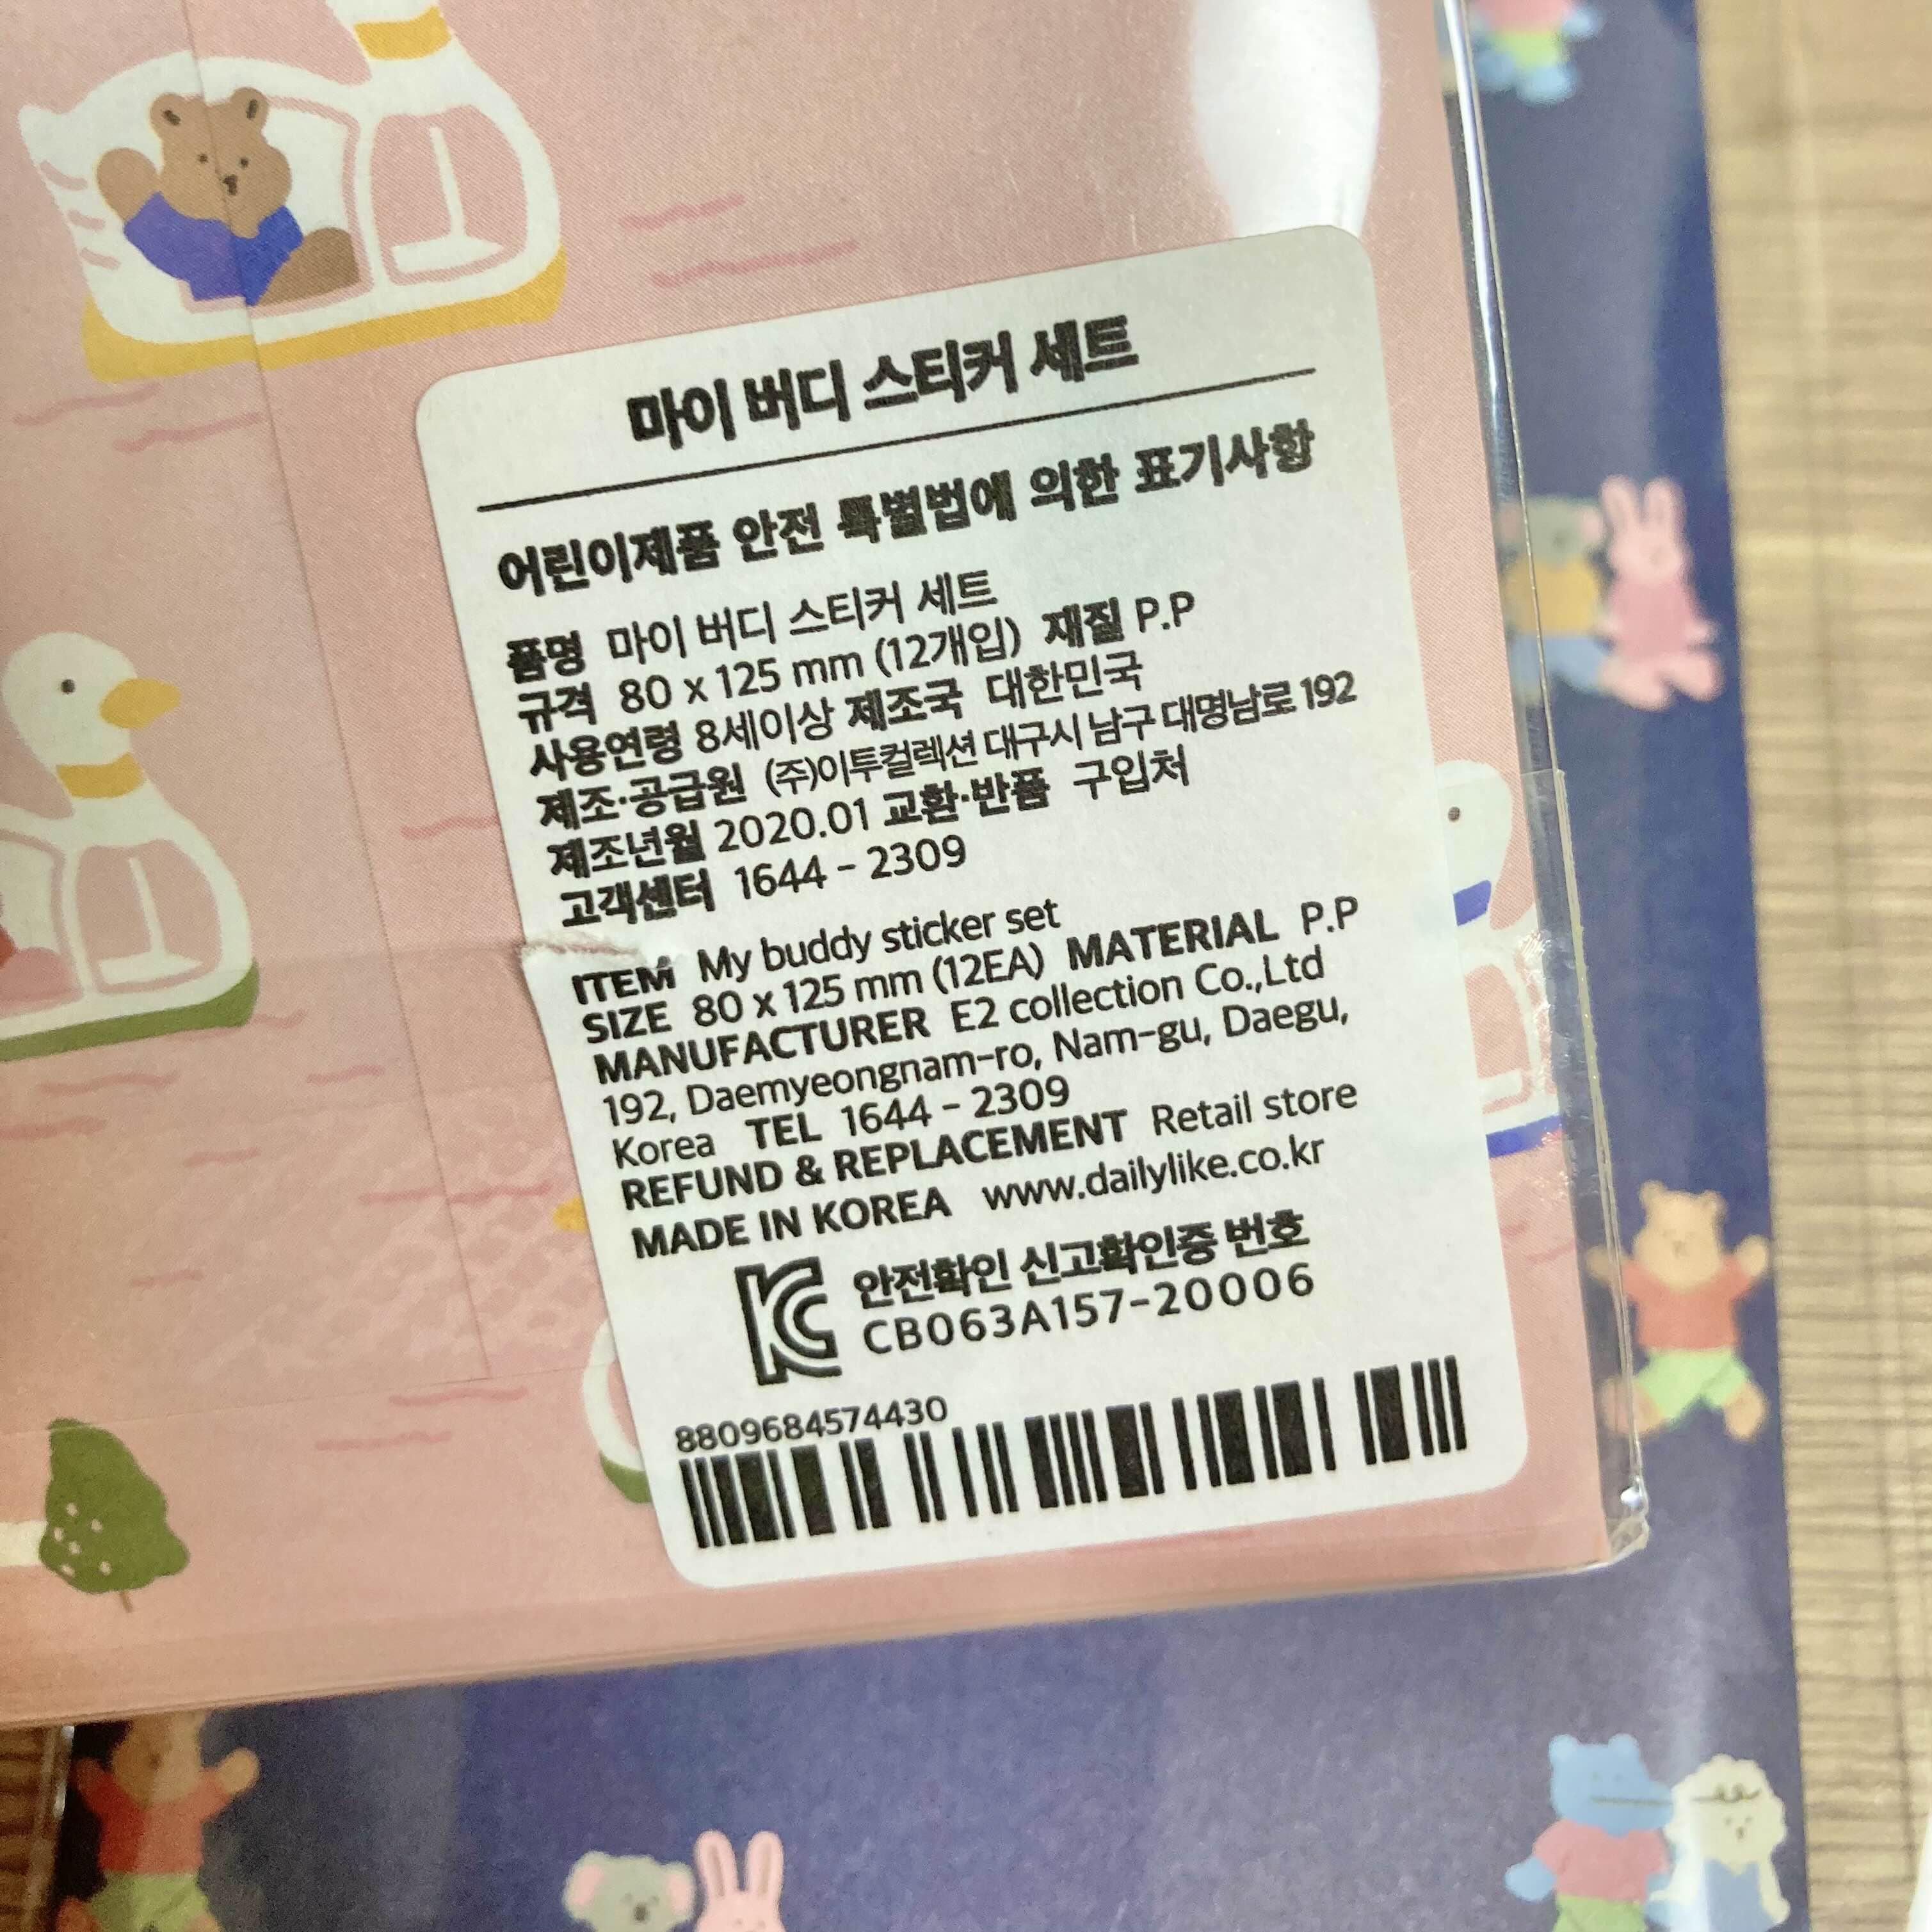 마이 버디 스티커 세트
어린이제품 안전 특별법에 의한 표기사항
품명 마이 버디 스티커 세트
규격 80 x 125 mm (12개입) 재질 P.P
사용연령 8세이상 제조국 대한민국
제조·공급원 (주)이투컬렉션 대구시 남구 대명남로 192
제조년월 2020.01 교환·반품 구입처
고객센터 1644 - 2309
ITEM My buddy sticker set
SIZE 80 x 125 mm (12EA) MATERIAL P.P
MANUFACTURER E2 collection Co.,Ltd
192, Daemyeongnam-ro, Nam-gu, Daegu,
Korea TEL 1644 - 2309
REFUND & REPLACEMENT Retail store
MADE IN KOREA www.dailylike.co.kr
KC 안전확인 신고확인증 번호
CB063A157-20006
8809684574430